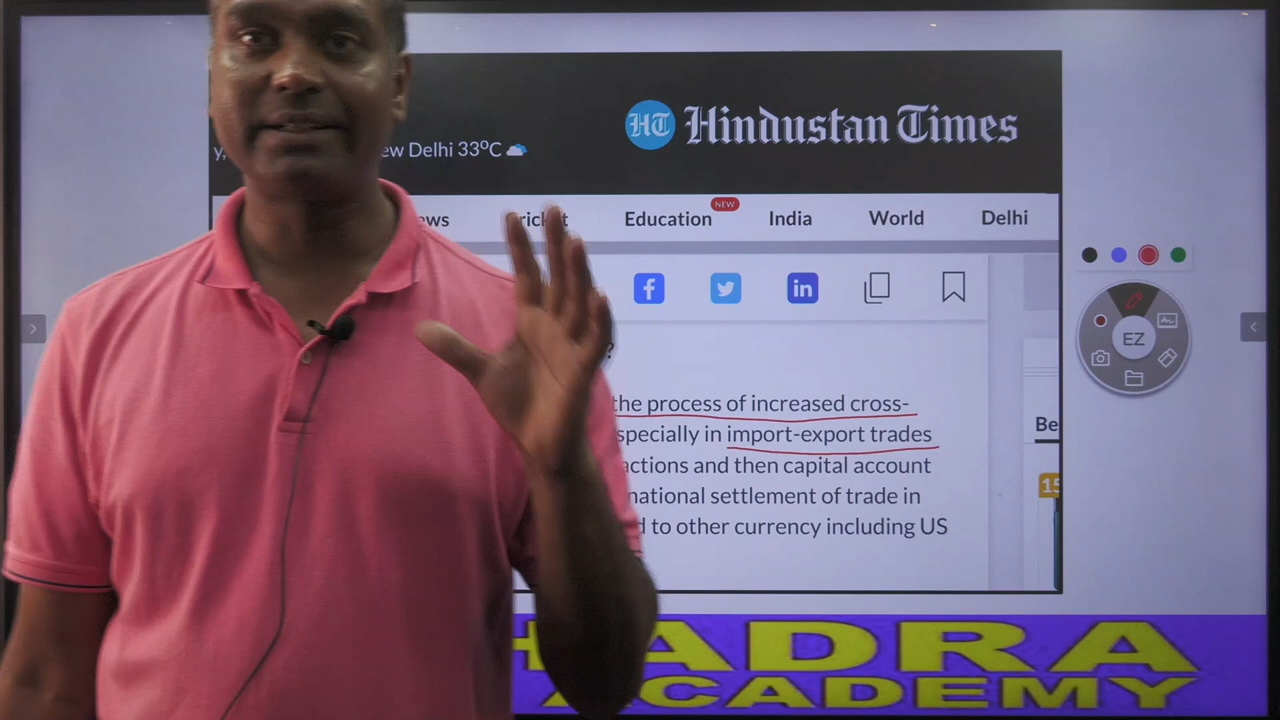 HT Hindustan Times
ew Delhi 33°C
ews Cricket Education NEW India World Delhi
?
the process of increased cross-
specially in import-export trades
actions and then capital account
national settlement of trade in
d to other currency including US
Be
15
EZ
ADRA
ACADEMY